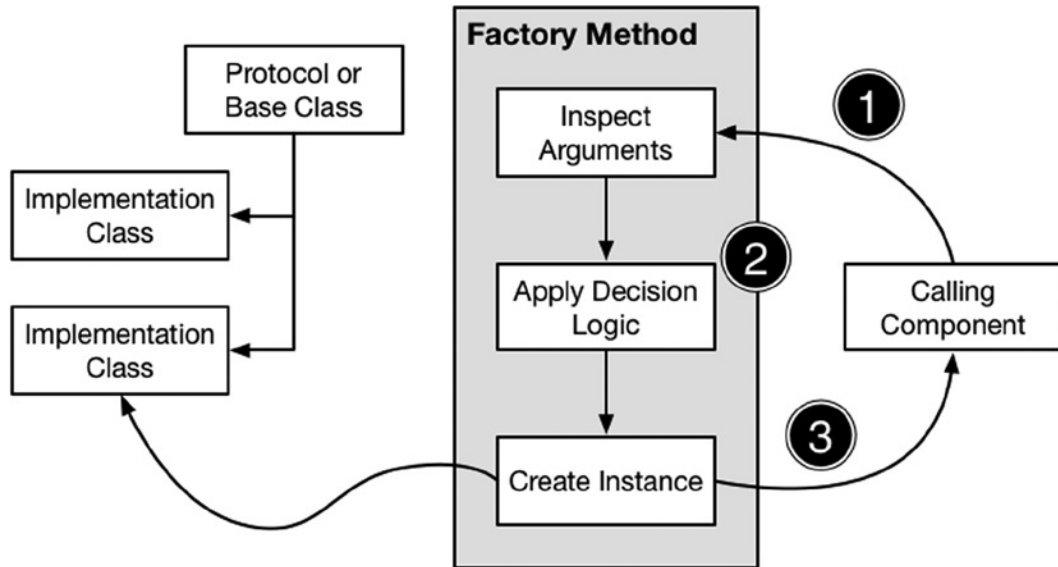 Factory Method
Protocol or
Base Class
Inspect
Arguments
1
Implementation
Class
2
Apply Decision
Logic
Calling
Component
Implementation
Class
3
Create Instance